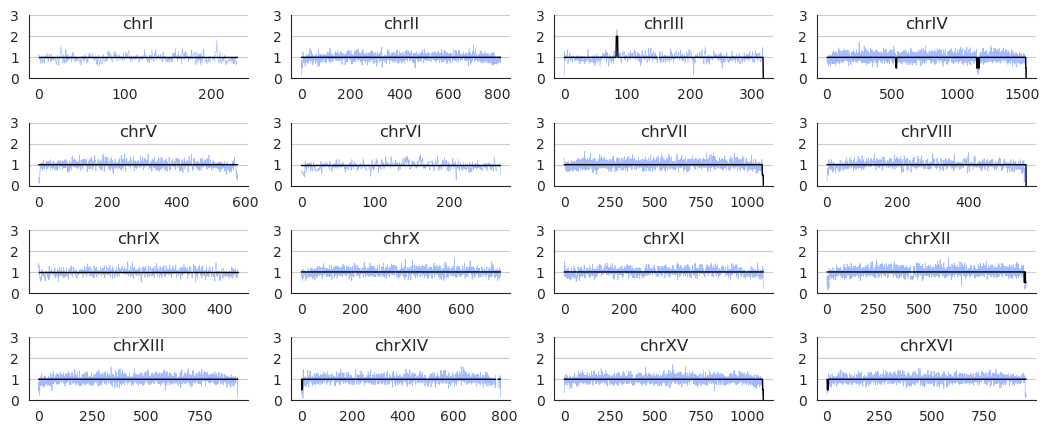 chrI chrII chrIII chrIV
3 3 3 3
2 2 2 2
1 1 1 1
0 0 0 0
0 100 200 0 200 400 600 800 0 100 200 300 0 500 1000 1500
chrV chrVI chrVII chrVIII
3 3 3 3
2 2 2 2
1 1 1 1
0 0 0 0
0 200 400 600 0 100 200 0 250 500 750 1000 0 200 400
chrIX chrX chrXI chrXII
3 3 3 3
2 2 2 2
1 1 1 1
0 0 0 0
0 100 200 300 400 0 200 400 600 0 200 400 600 0 250 500 750 1000
chrXIII chrXIV chrXV chrXVI
3 3 3 3
2 2 2 2
1 1 1 1
0 0 0 0
0 250 500 750 0 200 400 600 800 0 250 500 750 1000 0 250 500 750